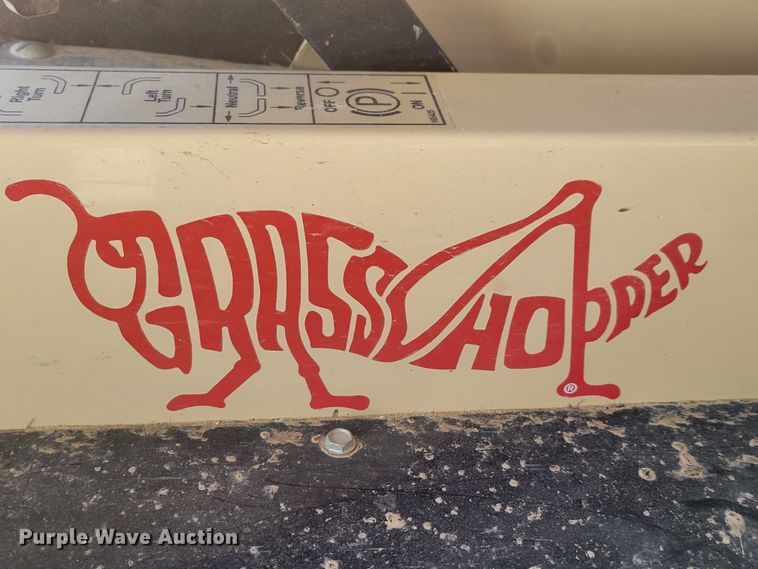 Right Turn
Left Turn
Neutral
Reverse
OFF
(P)
ON
GRASSHOPPER
®
Purple Wave Auction